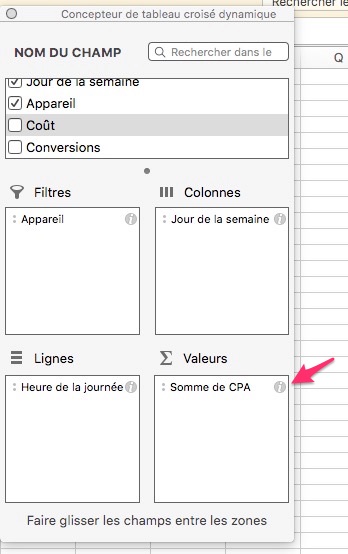 Concepteur de tableau croisé dynamique
Rechercher le
NOM DU CHAMP
Rechercher dans le
Q
Jour de la semaine
Appareil
Coût
Conversions
Filtres
Colonnes
Appareil
Jour de la semaine
Lignes
Valeurs
Heure de la journée
Somme de CPA
Faire glisser les champs entre les zones